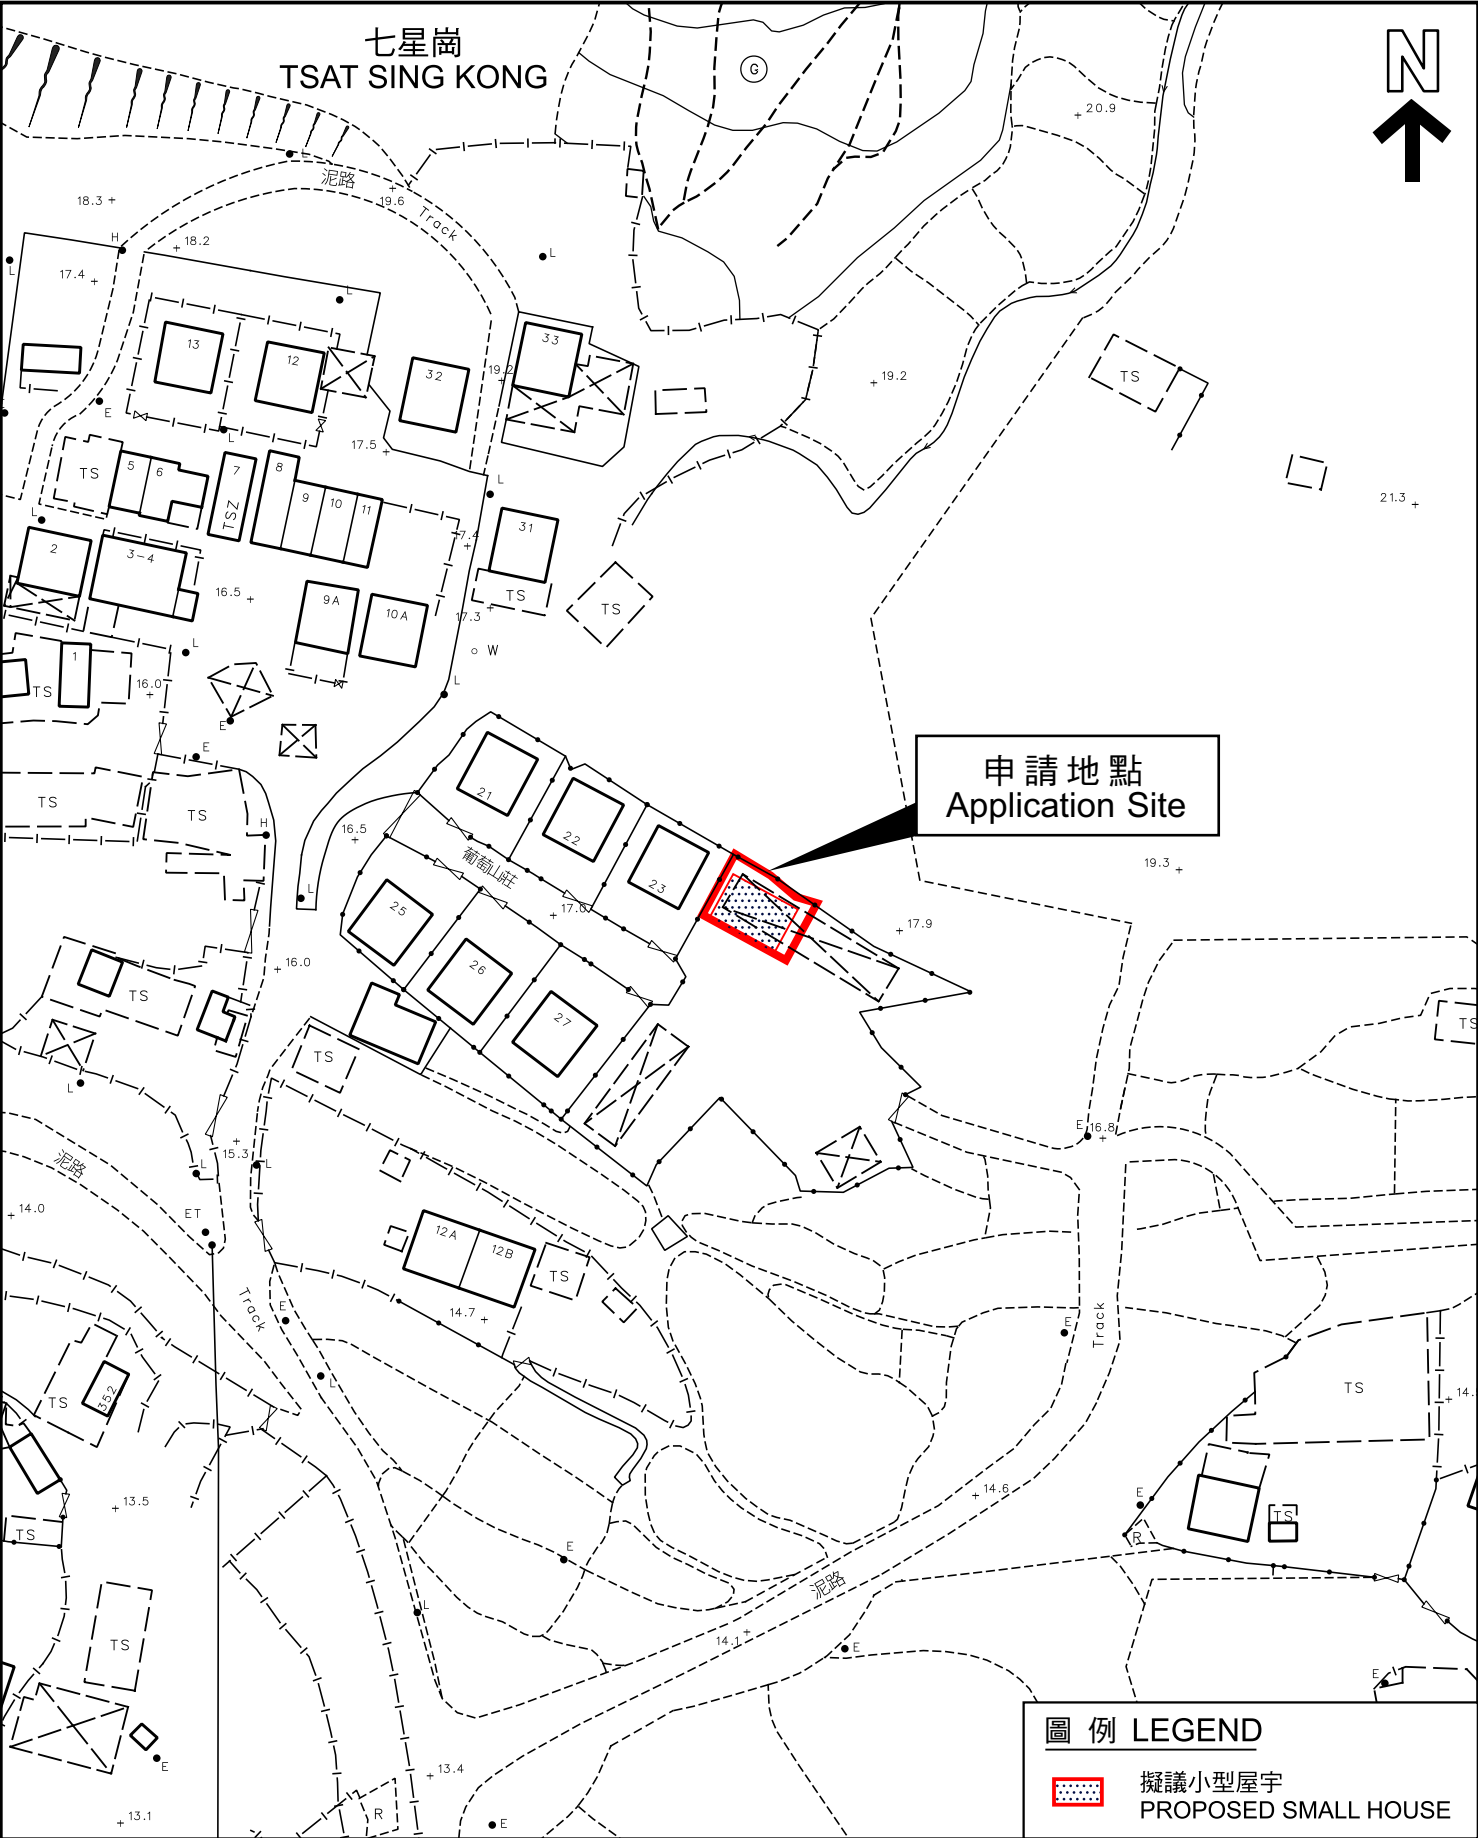 七星崗
TSAT SING KONG
N
G
20.9
泥路
Track
19.6
18.3
18.2
H
L
L
17.4
L
L
13
12
32
33
19.2
19.2
TS
E
L
17.5
21.3
TS
5
6
7
TSZ
8
9
10
11
L
L
31
17.4
2
3-4
16.5
9A
10A
TS
17.3
TS
W
1
L
TS
16.0
E
L
E
TS
TS
H
16.5
21
22
23
葡萄山莊
申請地點
Application Site
19.3
L
25
26
27
17.0
17.9
16.0
TS
TS
TS
L
E
16.8
15.3
L
L
泥路
14.0
ET
12A
12B
TS
Track
E
14.7
E
Track
TS
352
L
TS
14.
13.5
TS
14.6
E
R
TS
E
泥路
L
TS
14.1
E
E
E
13.4
13.1
R
E
圖例 LEGEND
擬議小型屋宇
PROPOSED SMALL HOUSE